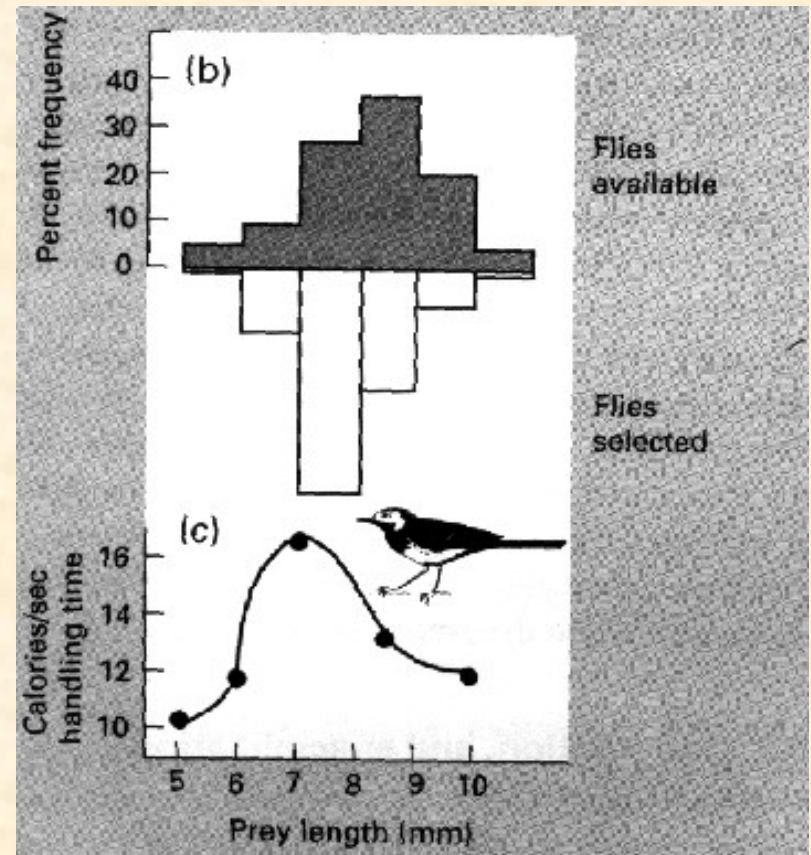 (b)
Percent frequency
40
30
20
10
0
Flies
available
Flies
selected
(c)
Calories/sec
handling time
16
14
12
10
5 6 7 8 9 10
Prey length (mm)